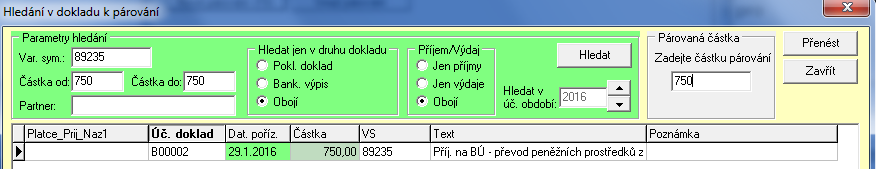 Hledání v dokladu k párování
Parametry hledání
Var. sym.: 89235
Částka od: 750 Částka do: 750
Partner:
Hledat jen v druhu dokladu
Pokl. doklad
Bank. výpis
Obojí
Příjem/Výdaj
Jen příjmy
Jen výdaje
Obojí
Hledat
Hledat v
úč. období: 2016
Párovaná částka
Zadejte částku párování
750
Přenést
Zavřít
Platce_Prij_Naz1 Úč. doklad Dat. poříz. Částka VS Text Poznámka
B00002 29.1.2016 750,00 89235 Příj. na BÚ - převod peněžních prostředků z